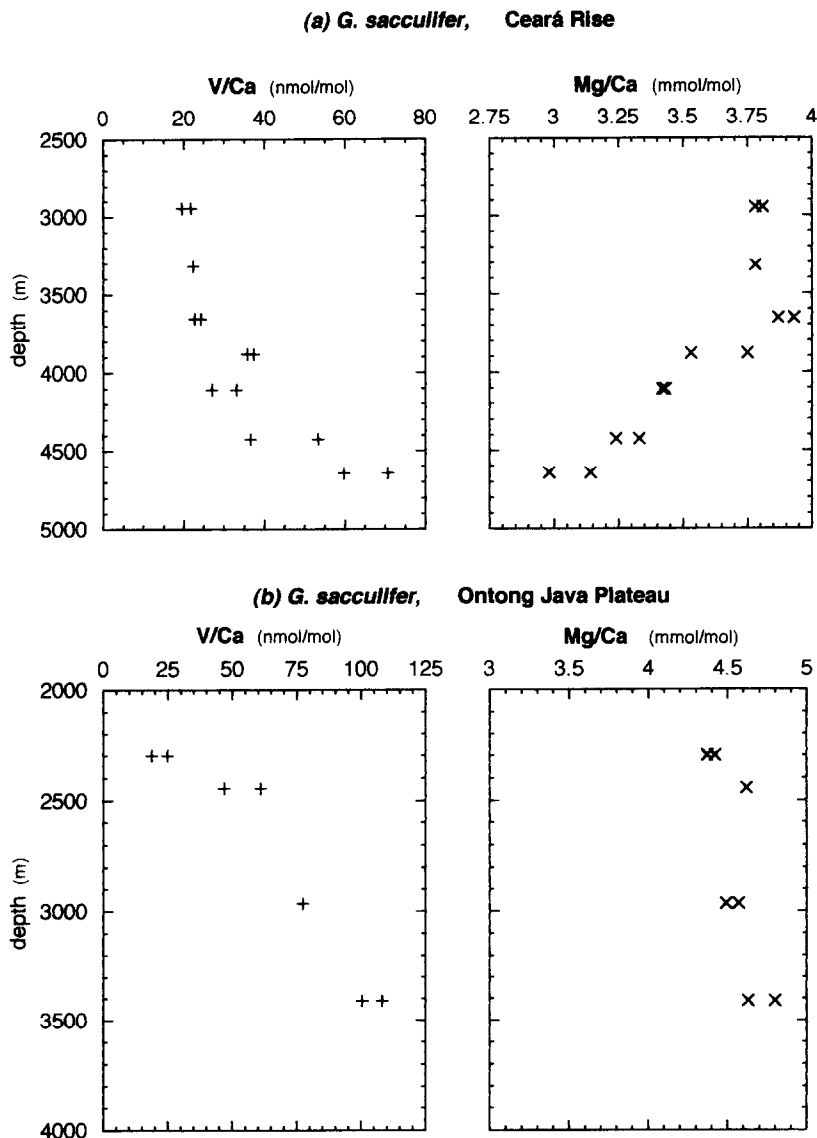 (a) G. sacculifer, Ceará Rise
V/Ca (nmol/mol)
0 20 40 60 80
Mg/Ca (mmol/mol)
2.75 3 3.25 3.5 3.75 4
2500
3000
3500
4000
4500
5000
depth (m)
(b) G. sacculifer, Ontong Java Plateau
V/Ca (nmol/mol)
0 25 50 75 100 125
Mg/Ca (mmol/mol)
3 3.5 4 4.5 5
2000
2500
3000
3500
4000
depth (m)